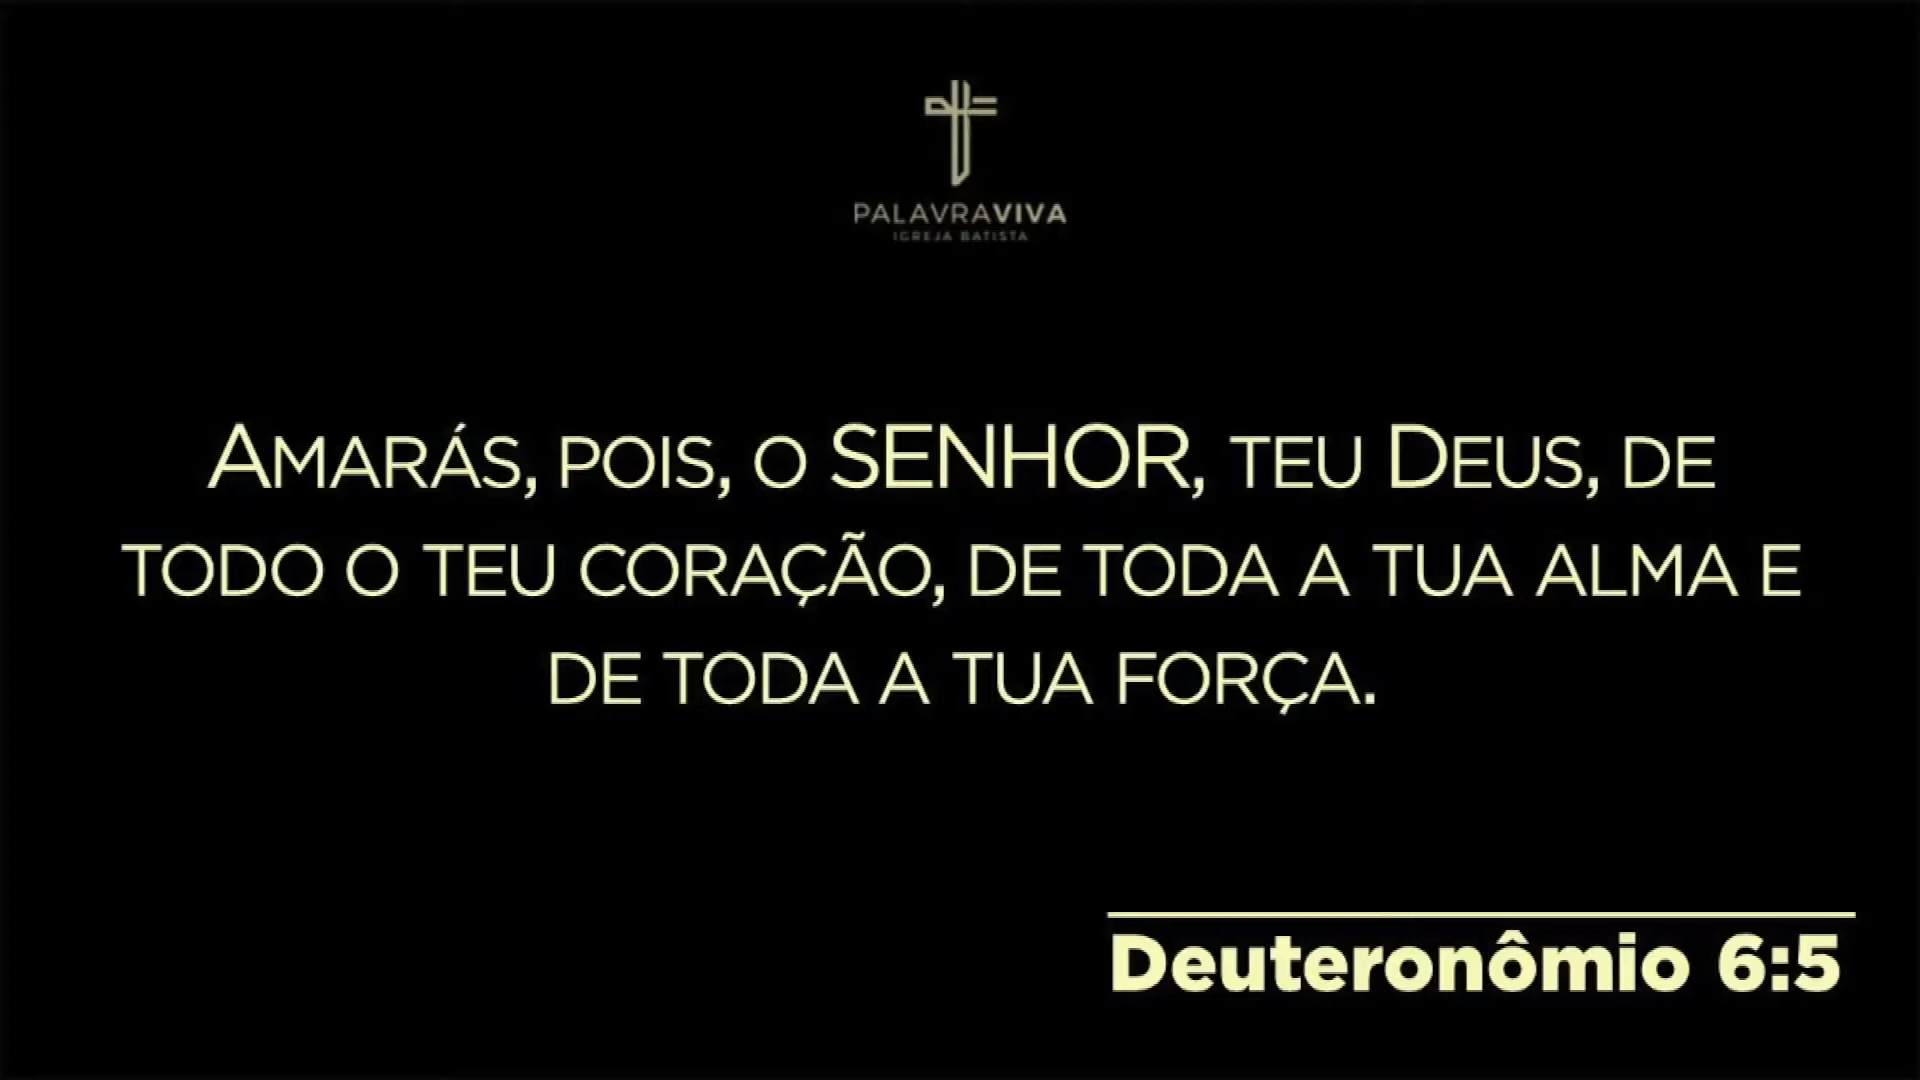 PALAVRAVIVA
IGREJA BATISTA
Amarás, pois, o SENHOR, teu Deus, de
todo o teu coração, de toda a tua alma e
de toda a tua força.
Deuteronômio 6:5